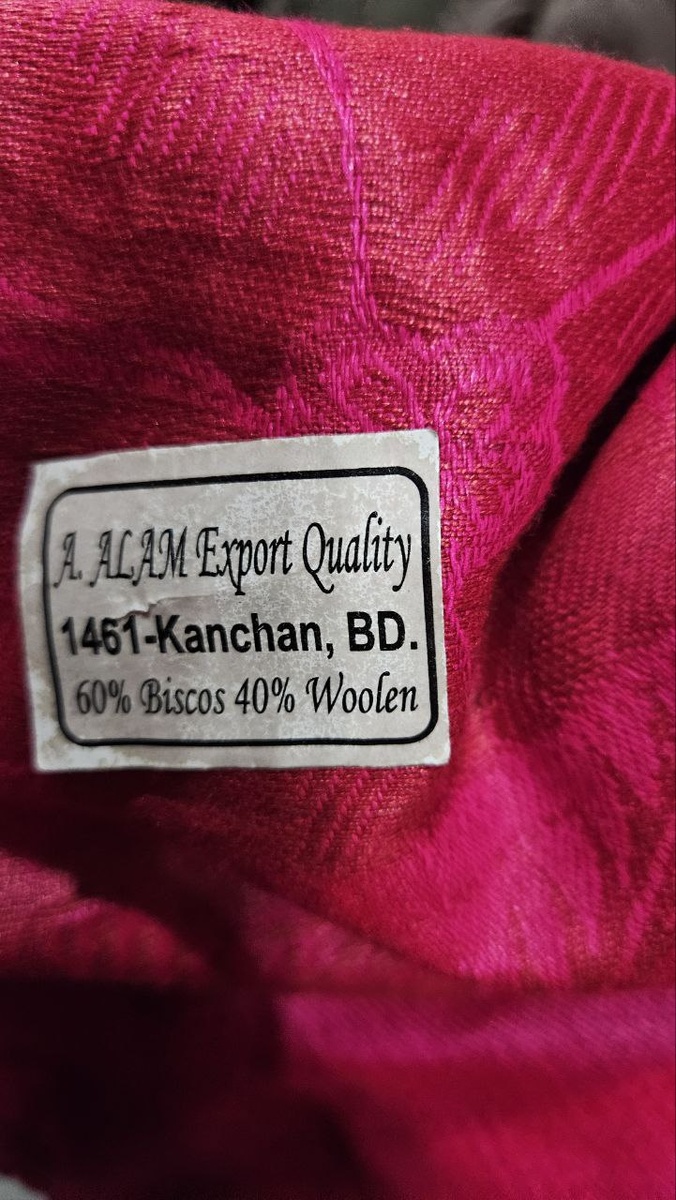 A. ALAM Export Quality
1461-Kanchan, BD.
60% Biscos 40% Woolen